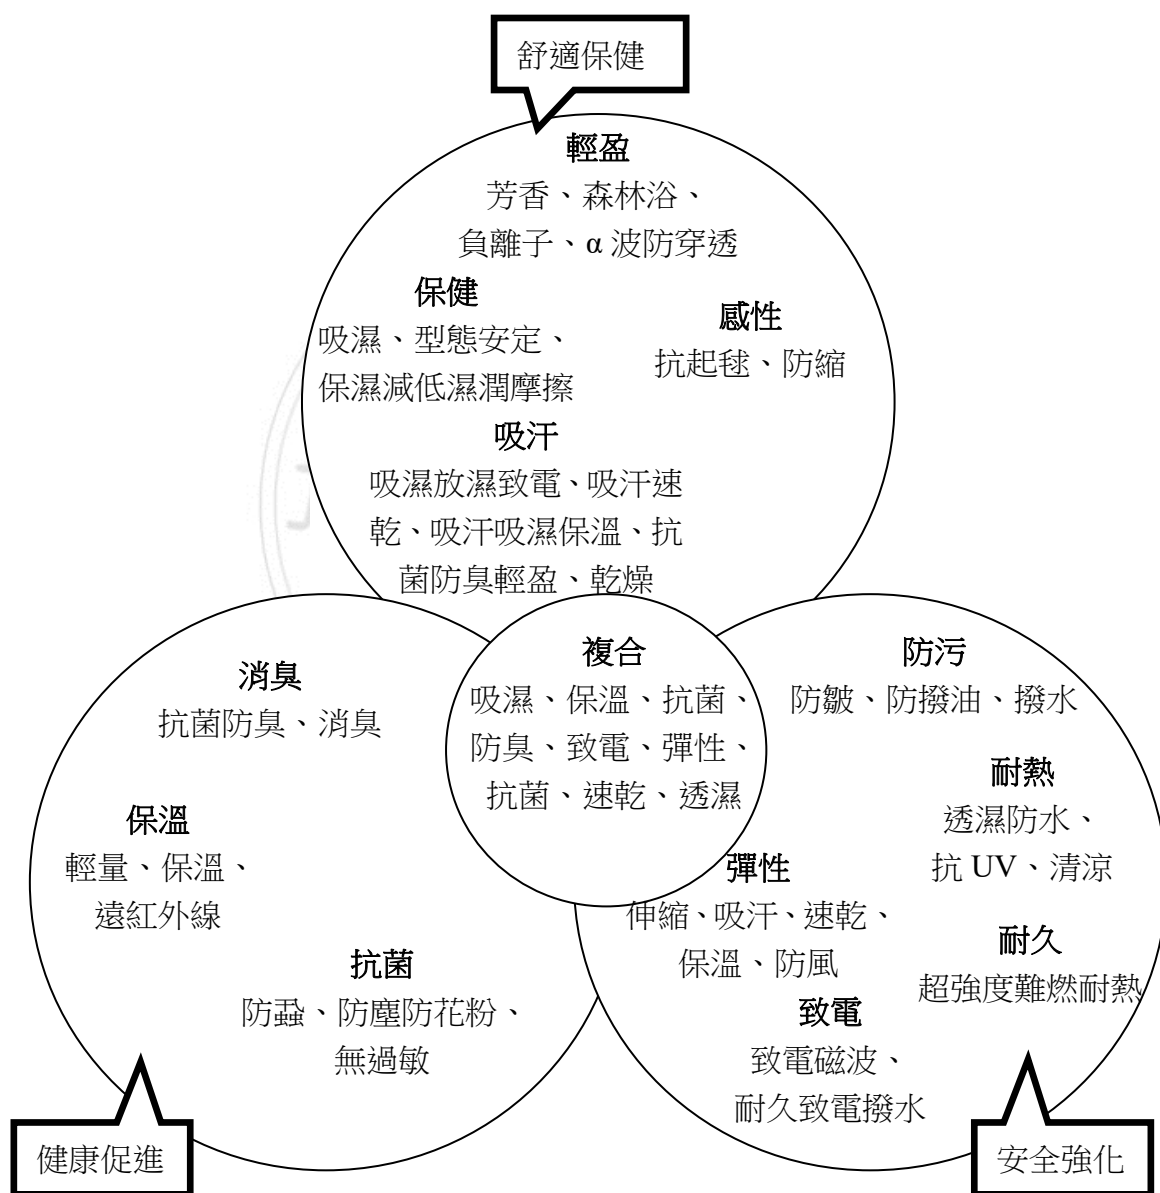 舒適保健
輕盈
芳香、森林浴、
負離子、α 波防穿透
保健
吸濕、型態安定、
保濕減低濕潤摩擦
感性
抗起毬、防縮
吸汗
吸濕放濕致電、吸汗速
乾、吸汗吸濕保溫、抗
菌防臭輕盈、乾燥
複合
吸濕、保溫、抗菌、
防臭、致電、彈性、
抗菌、速乾、透濕
消臭
抗菌防臭、消臭
保溫
輕量、保溫、
遠紅外線
抗菌
防蝨、防塵防花粉、
無過敏
健康促進
防污
防皺、防撥油、撥水
耐熱
透濕防水、
抗 UV、清涼
彈性
伸縮、吸汗、速乾、
保溫、防風
耐久
超強度難燃耐熱
致電
致電磁波、
耐久致電撥水
安全強化